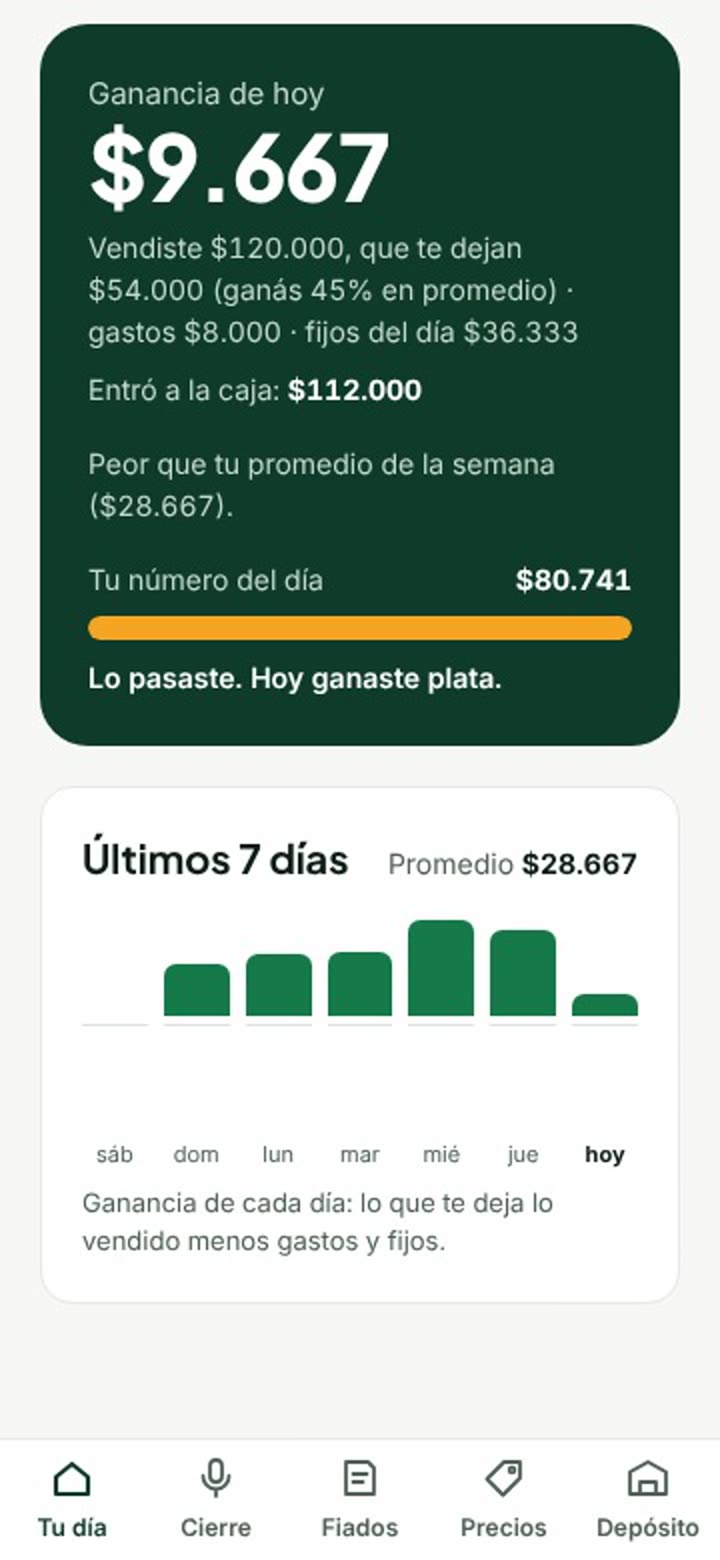 Ganancia de hoy
$9.667
Vendiste $120.000, que te dejan
$54.000 (ganás 45% en promedio) ·
gastos $8.000 · fijos del día $36.333
Entró a la caja: $112.000
Peor que tu promedio de la semana
($28.667).
Tu número del día $80.741
Lo pasaste. Hoy ganaste plata.
Últimos 7 días Promedio $28.667
sáb dom lun mar mié jue hoy
Ganancia de cada día: lo que te deja lo
vendido menos gastos y fijos.
Tu día Cierre Fiados Precios Depósito